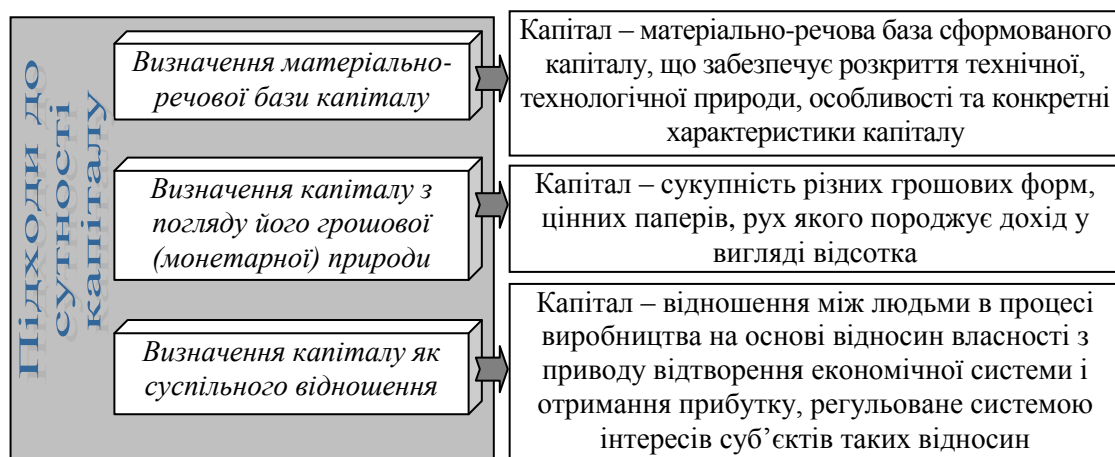 Підходи до
сутності
капіталу
Визначення матеріально-
речової бази капіталу
Капітал – матеріально-речова база сформованого
капіталу, що забезпечує розкриття технічної,
технологічної природи, особливості та конкретні
характеристики капіталу
Визначення капіталу з
погляду його грошової
(монетарної) природи
Капітал – сукупність різних грошових форм,
цінних паперів, рух якого породжує дохід у
вигляді відсотка
Визначення капіталу як
суспільного відношення
Капітал – відношення між людьми в процесі
виробництва на основі відносин власності з
приводу відтворення економічної системи і
отримання прибутку, регульоване системою
інтересів суб’єктів таких відносин